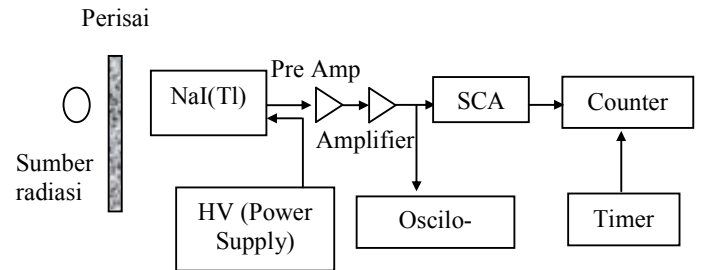 Perisai
Pre Amp
NaI(Tl)
SCA
Counter
Amplifier
Sumber
radiasi
HV (Power
Supply)
Oscilo-
Timer